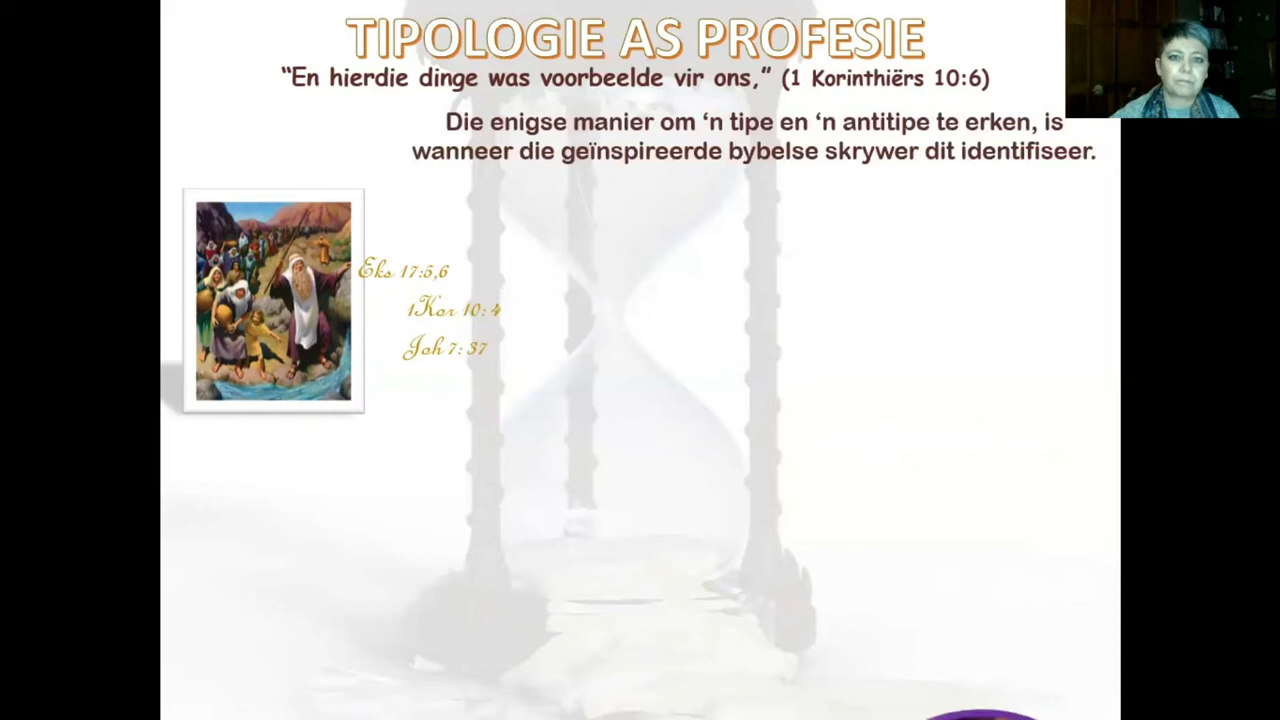 TIPOLOGIE AS PROFESIE
“En hierdie dinge was voorbeelde vir ons,” (1 Korinthiërs 10:6)
Die enigse manier om ‘n tipe en ‘n antitipe te erken, is
wanneer die geïnspireerde bybelse skrywer dit identifiseer.
Eks 17:5,6
1Kor 10: 4
Joh 7: 37